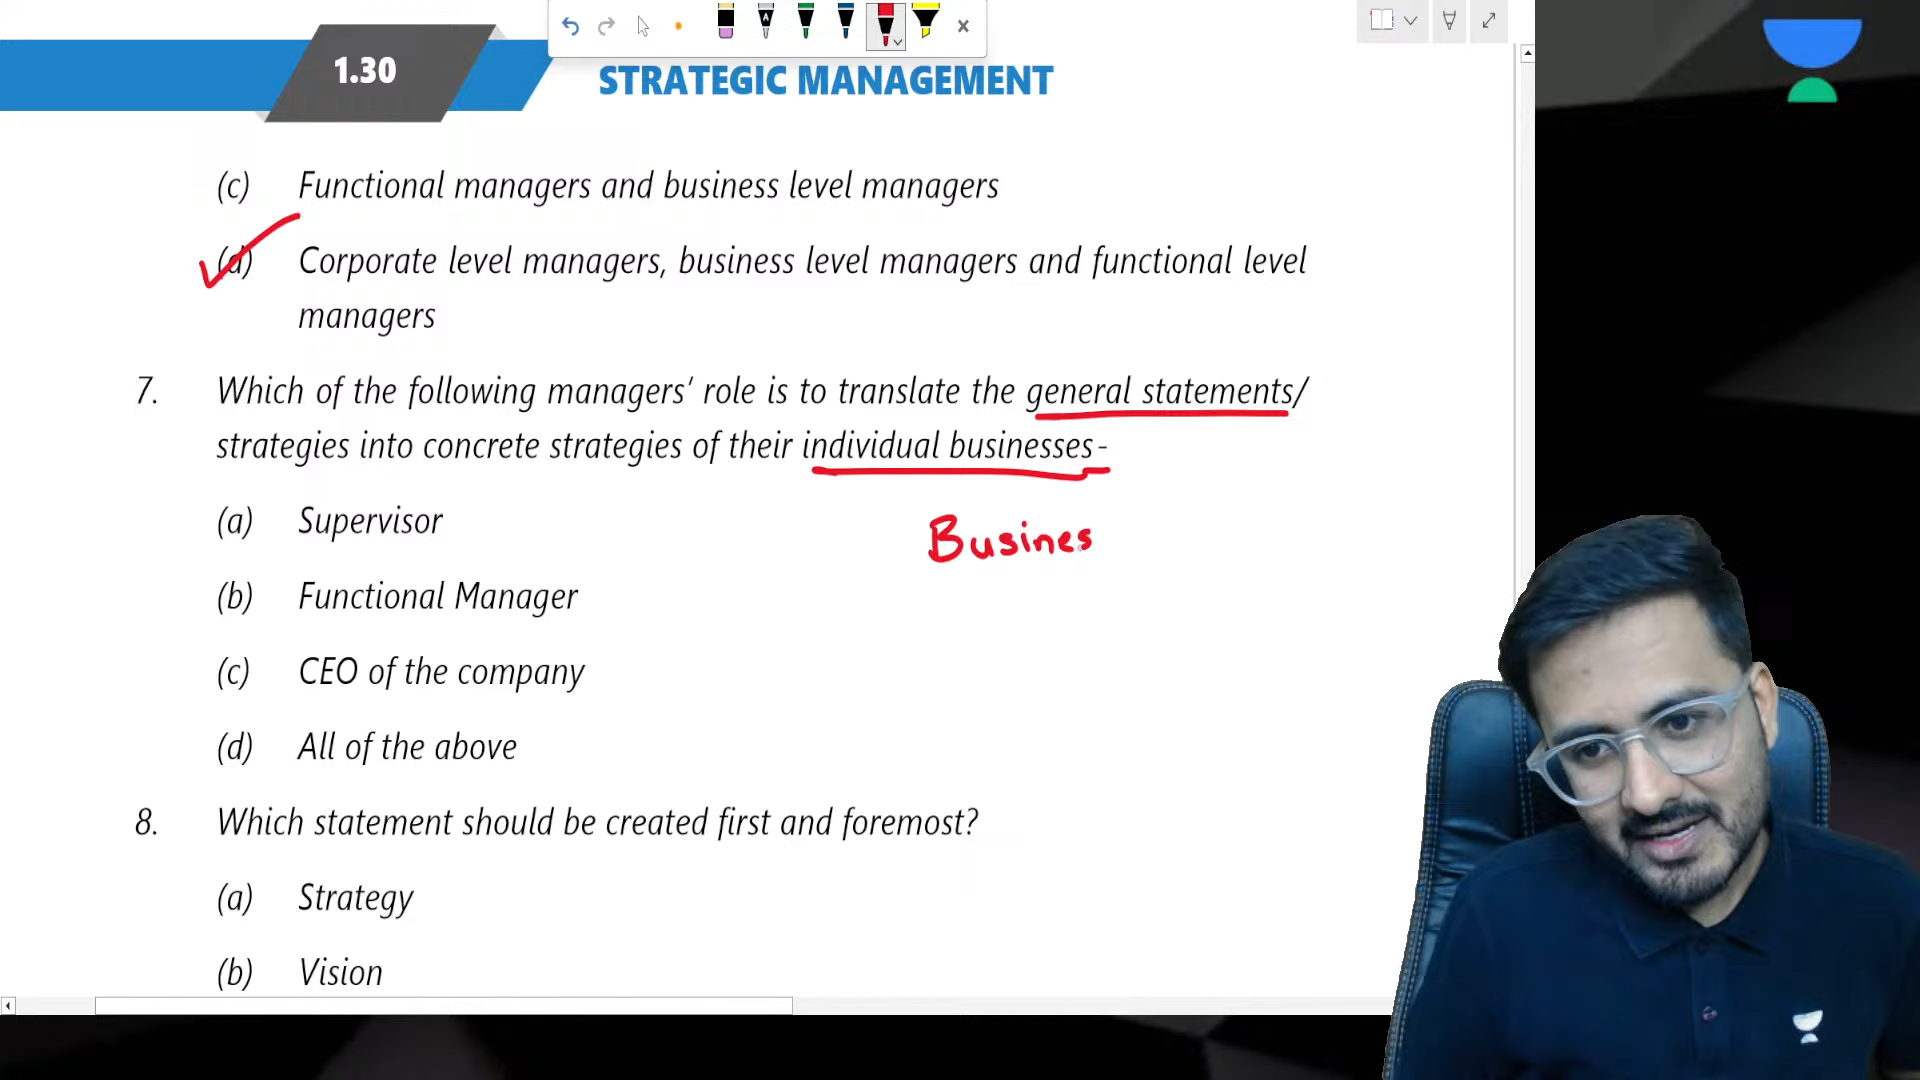 1.30
STRATEGIC MANAGEMENT
(c) Functional managers and business level managers
(d) Corporate level managers, business level managers and functional level
managers
7. Which of the following managers' role is to translate the general statements/
strategies into concrete strategies of their individual businesses-
(a) Supervisor
Busines
(b) Functional Manager
(c) CEO of the company
(d) All of the above
8. Which statement should be created first and foremost?
(a) Strategy
(b) Vision